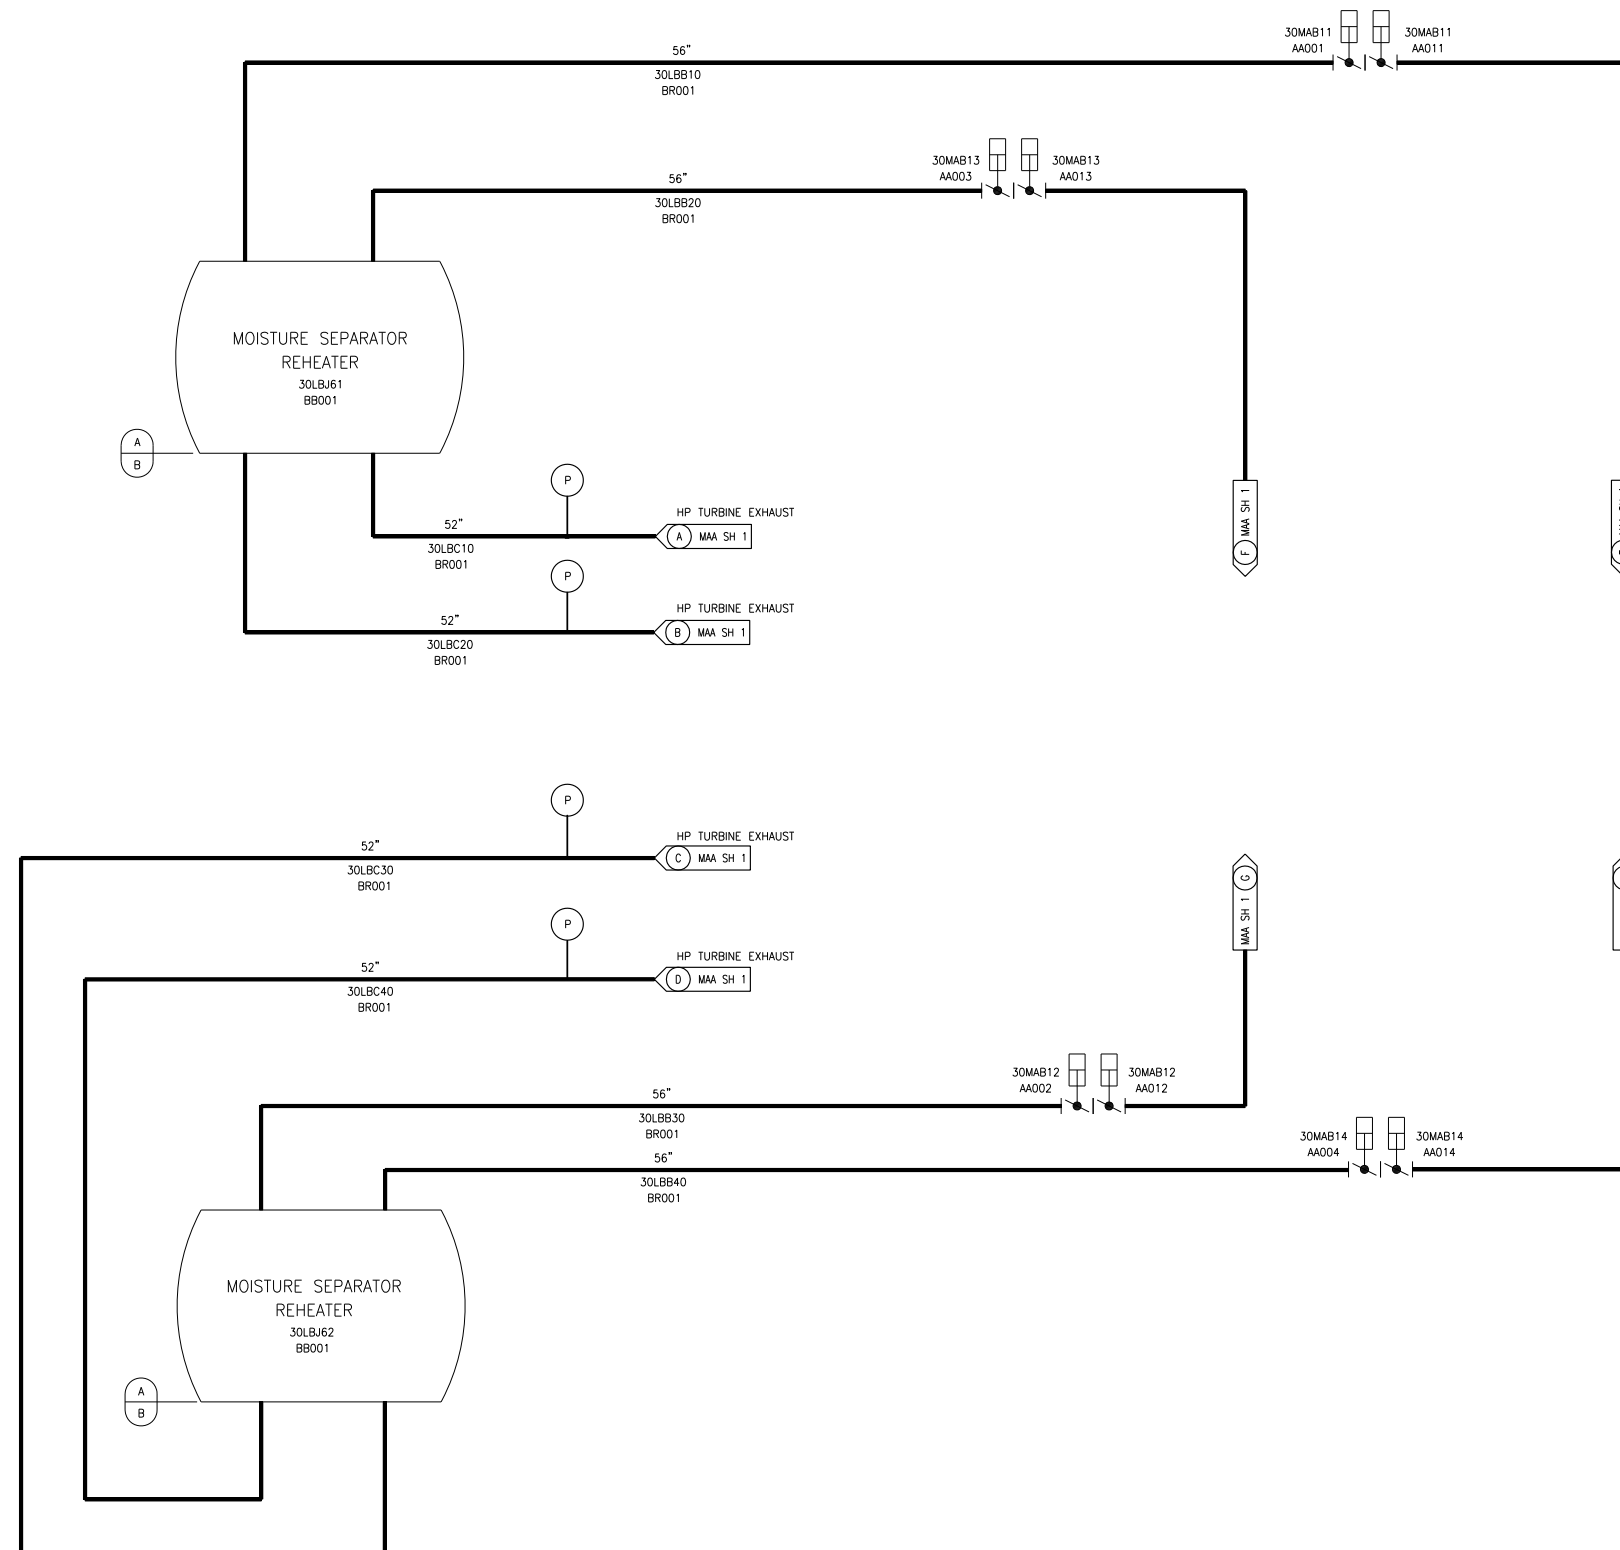 30MAB11
AA001
30MAB11
AA011
56"
30LBB10
BR001
30MAB13
AA003
30MAB13
AA013
56"
30LBB20
BR001
MOISTURE SEPARATOR
REHEATER
30LBJ61
BB001
A
B
P
HP TURBINE EXHAUST
A MAA SH 1
52"
30LBC10
BR001
F MAA SH 1
P
HP TURBINE EXHAUST
B MAA SH 1
52"
30LBC20
BR001
P
HP TURBINE EXHAUST
C MAA SH 1
52"
30LBC30
BR001
MAA SH 1 G
P
HP TURBINE EXHAUST
D MAA SH 1
52"
30LBC40
BR001
30MAB12
AA002
30MAB12
AA012
56"
30LBB30
BR001
30MAB14
AA004
30MAB14
AA014
56"
30LBB40
BR001
MOISTURE SEPARATOR
REHEATER
30LBJ62
BB001
A
B